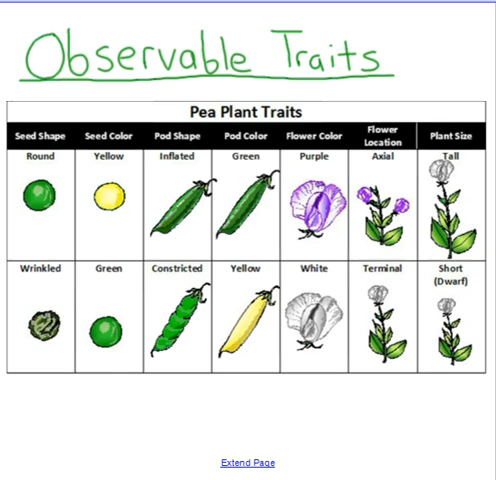 Observable Traits
Pea Plant Traits
Seed Shape Seed Color Pod Shape Pod Color Flower Color Flower Location Plant Size
Round Yellow Inflated Green Purple Axial Tall
Wrinkled Green Constricted Yellow White Terminal Short (Dwarf)
Extend Page